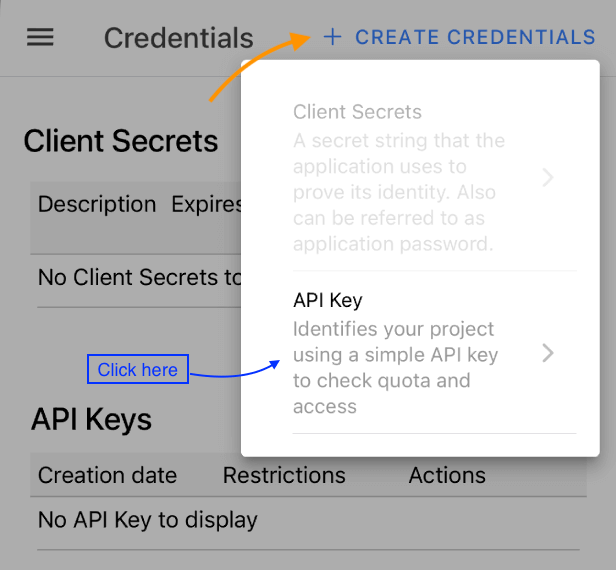 Credentials
+ CREATE CREDENTIALS
Client Secrets
A secret string that the
application uses to
prove its identity. Also
can be referred to as
application password.
API Key
Identifies your project
using a simple API key
to check quota and
access
Client Secrets
Description Expires
No Client Secrets to
Click here
API Keys
Creation date Restrictions Actions
No API Key to display